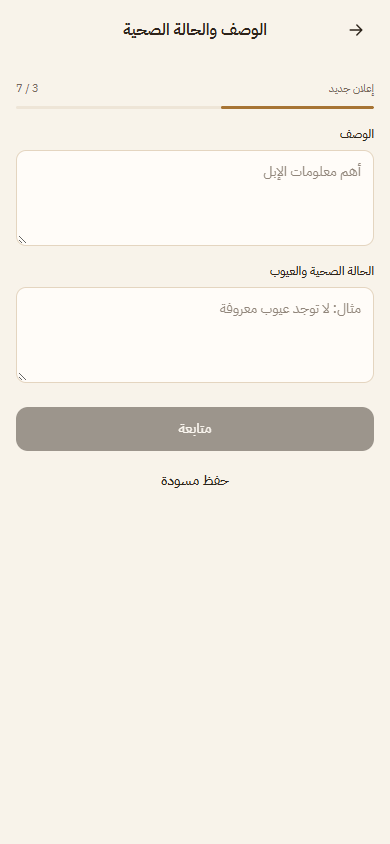 الوصف والحالة الصحية
إعلان جديد
3 / 7
الوصف
أهم معلومات الإبل
الحالة الصحية والعيوب
مثال: لا توجد عيوب معروفة
متابعة
حفظ مسودة